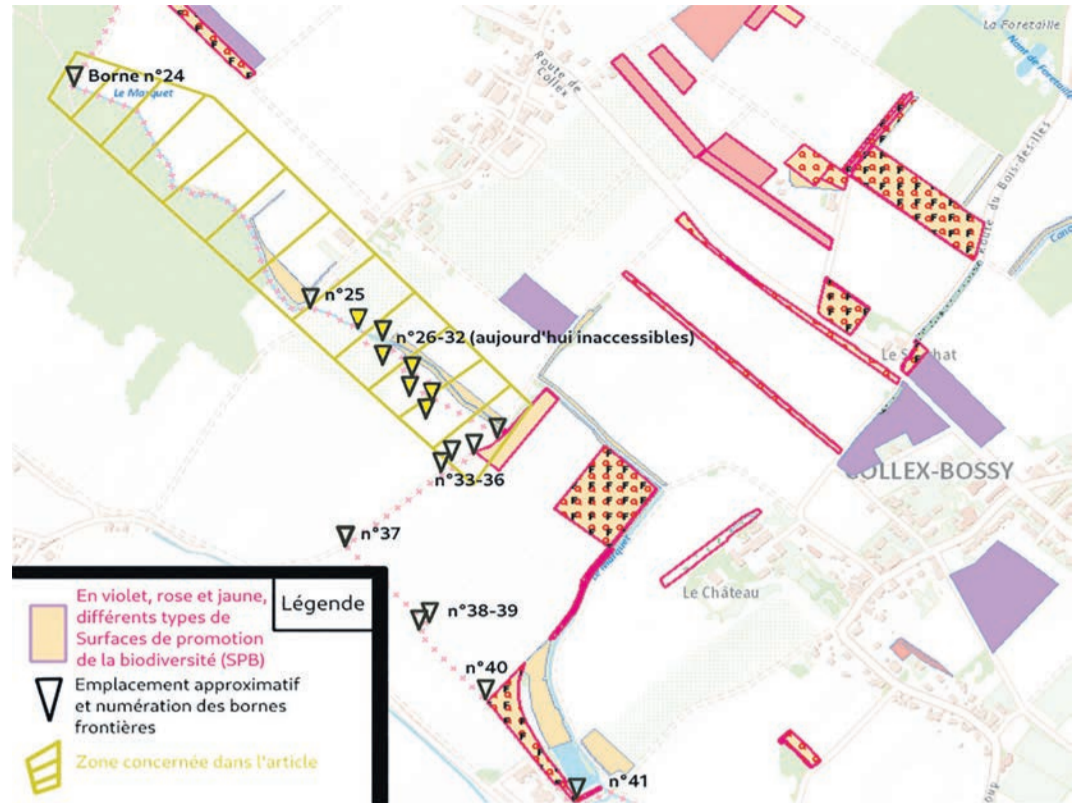 La Foretaille
Nant de Foretaille
Route de
Collex
Borne n°24
Le Marquet
Route du Bois-des-Iles
n°25
n°26-32 (aujourd'hui inaccessibles)
COLLEX-BOSSY
n°33-36
n°37
Le Marquet
Le Château
n°38-39
n°40
n°41
Légende
En violet, rose et jaune,
différents types de
Surfaces de promotion
de la biodiversité (SPB)
Emplacement approximatif
et numération des bornes
frontières
Zone concernée dans l'article